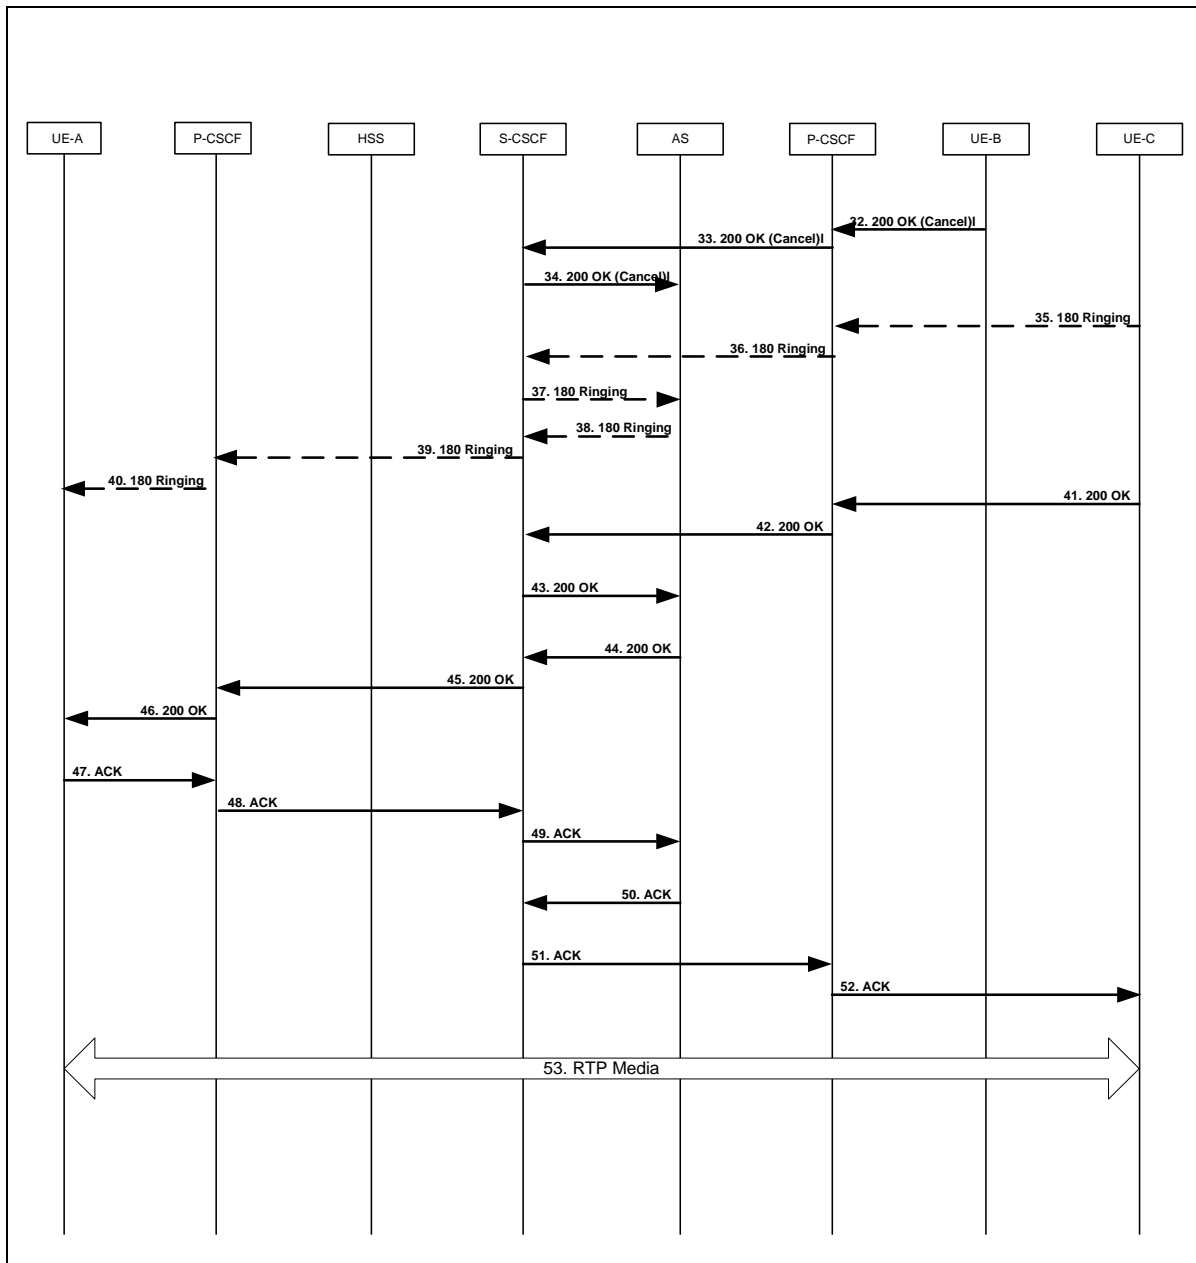 UE-A
P-CSCF
HSS
S-CSCF
AS
P-CSCF
UE-B
UE-C
32. 200 OK (Cancel)l
33. 200 OK (Cancel)l
34. 200 OK (Cancel)l
35. 180 Ringing
36. 180 Ringing
37. 180 Ringing
38. 180 Ringing
39. 180 Ringing
40. 180 Ringing
41. 200 OK
42. 200 OK
43. 200 OK
44. 200 OK
45. 200 OK
46. 200 OK
47. ACK
48. ACK
49. ACK
50. ACK
51. ACK
52. ACK
53. RTP Media